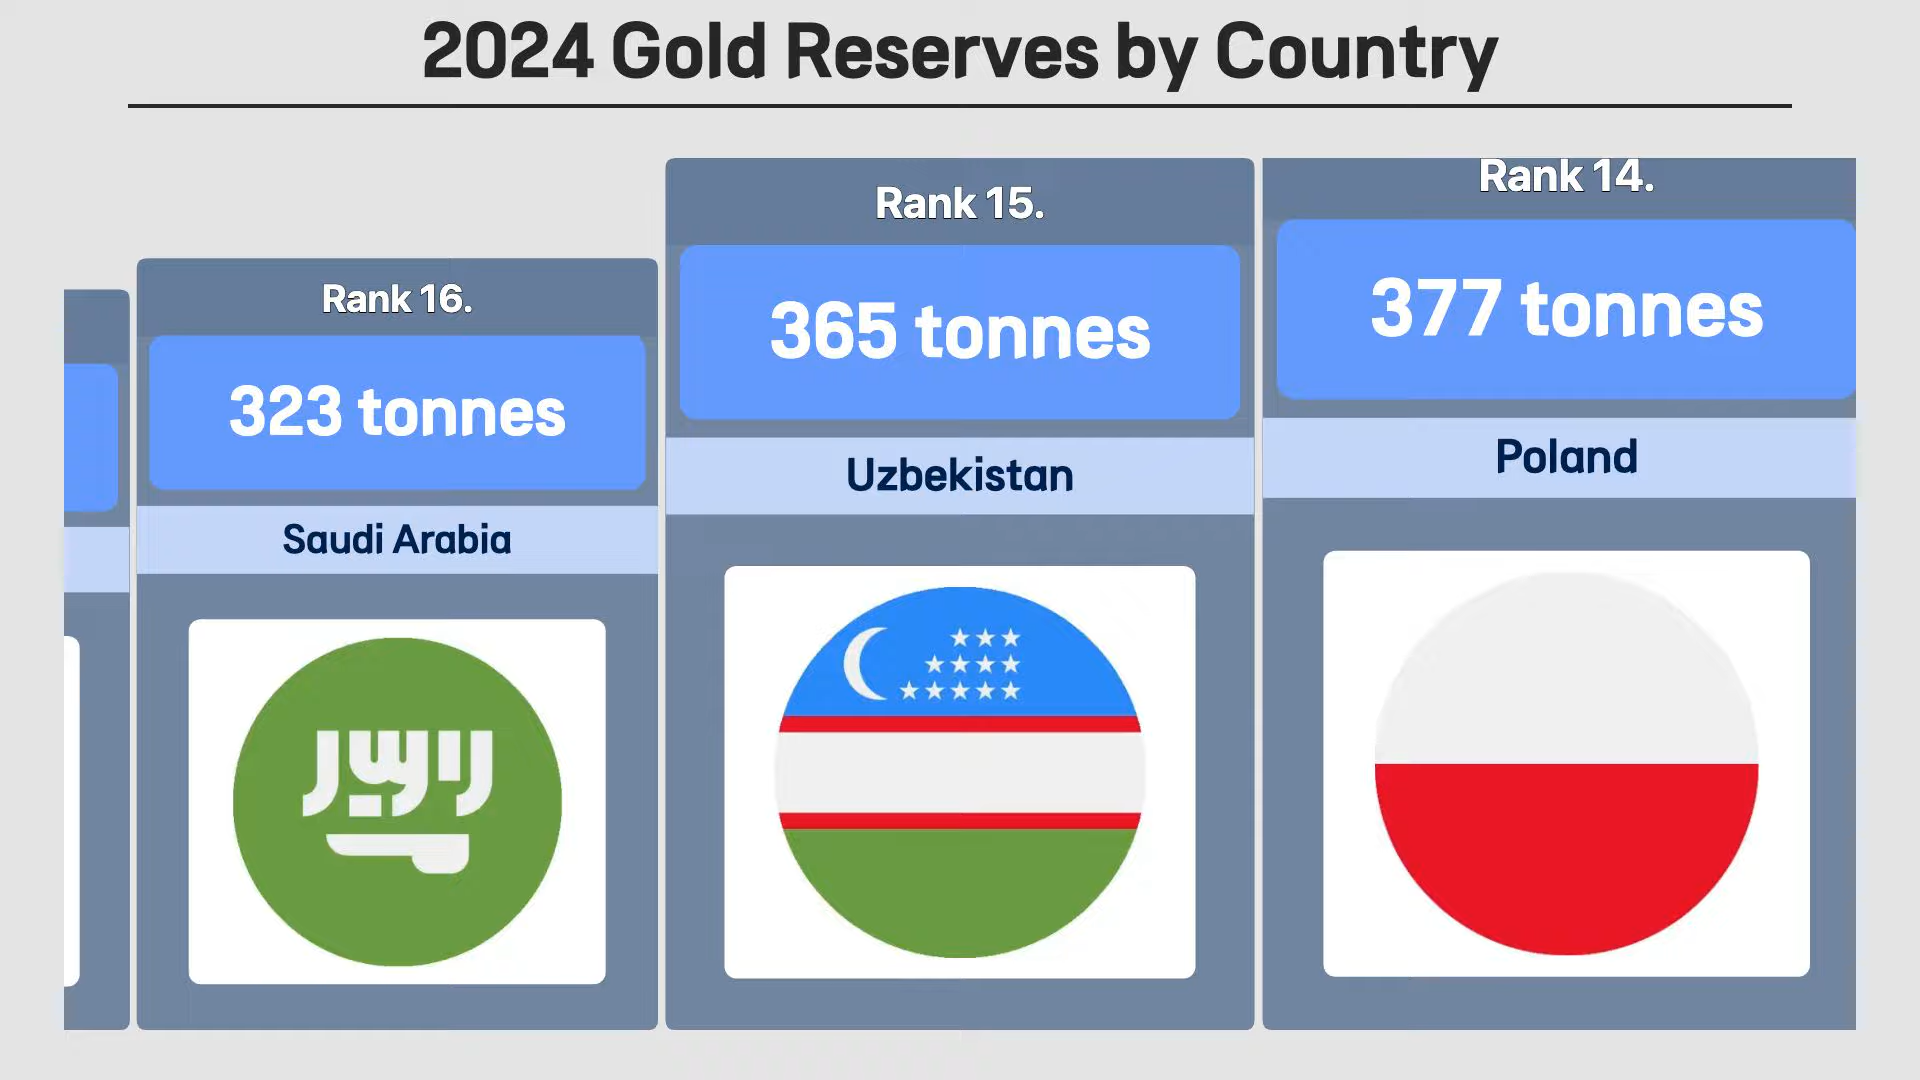 2024 Gold Reserves by Country
Rank 16.
323 tonnes
Saudi Arabia
Rank 15.
365 tonnes
Uzbekistan
Rank 14.
377 tonnes
Poland